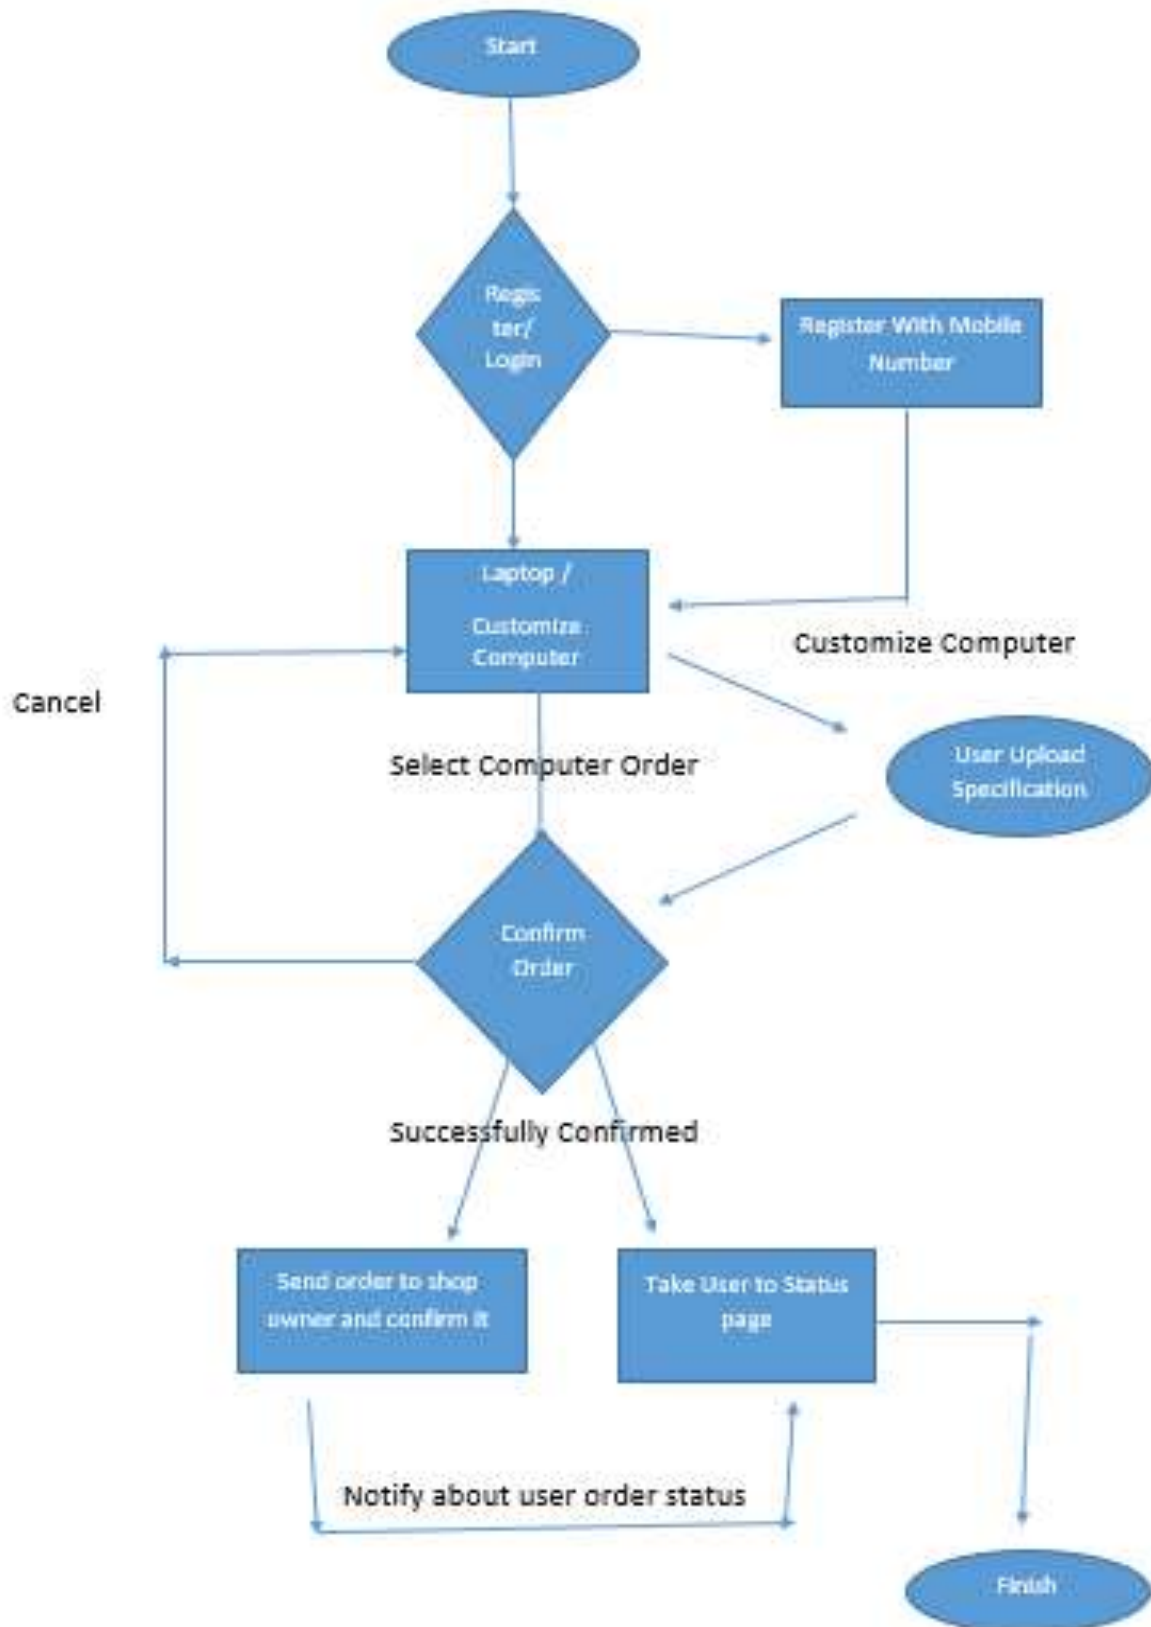 Start
Regis
ter/
Login
Register With Mobile
Number
Laptop /
Customize
Computer
Customize Computer
Cancel
Select Computer Order
User Upload
Specification
Confirm
Order
Successfully Confirmed
Send order to shop
owner and confirm it
Take User to Status
page
Notify about user order status
Finish